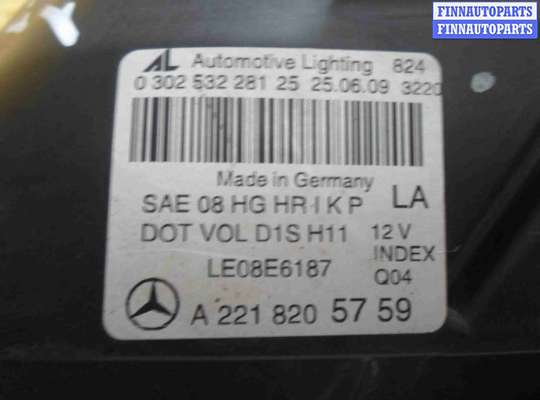 FINNAUTOPARTS
FINNAUTOPARTS
AL Automotive Lighting 824
0 302 532 281 25 25.06.09 3220
Made in Germany
SAE 08 HG HR I K P LA
DOT VOL D1S H11 12 V
INDEX
LE08E6187 Q04
A 221 820 57 59